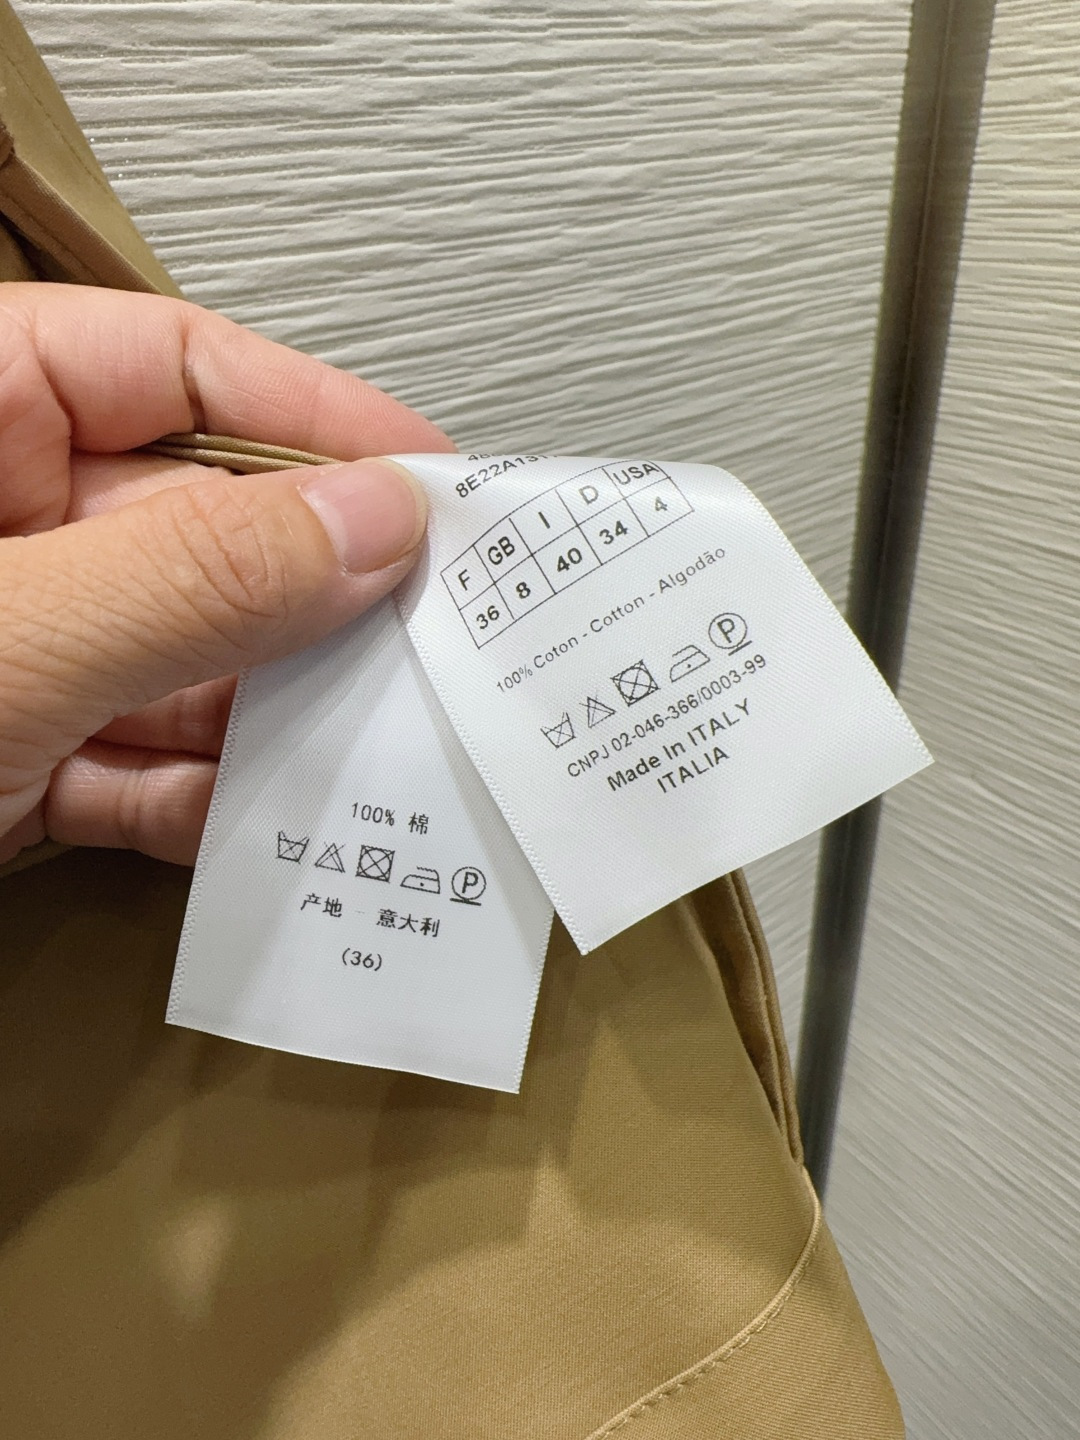 8E22A13
F GB I D USA
36 8 40 34 4
100% Coton - Cotton - Algodão
P
CNPJ 02-046-366/0003-99
Made in ITALY
ITALIA
100% 棉
P
产地 意大利
(36)